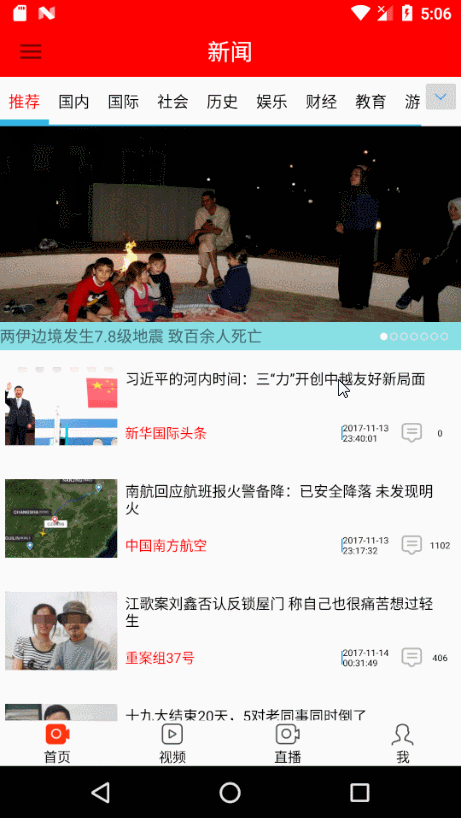 5:06
新闻
推荐 国内 国际 社会 历史 娱乐 财经 教育 游
两伊边境发生7.8级地震 致百余人死亡
习近平的河内时间：三“力”开创中越友好新局面
新华国际头条
2017-11-13
23:40:01
0
南航回应航班报火警备降：已安全降落 未发现明
火
中国南方航空
2017-11-13
23:17:32
1102
江歌案刘鑫否认反锁屋门 称自己也很痛苦想过轻
生
重案组37号
2017-11-14
00:31:49
406
十九大结束20天，5对老同事同时倒了
首页 视频 直播 我